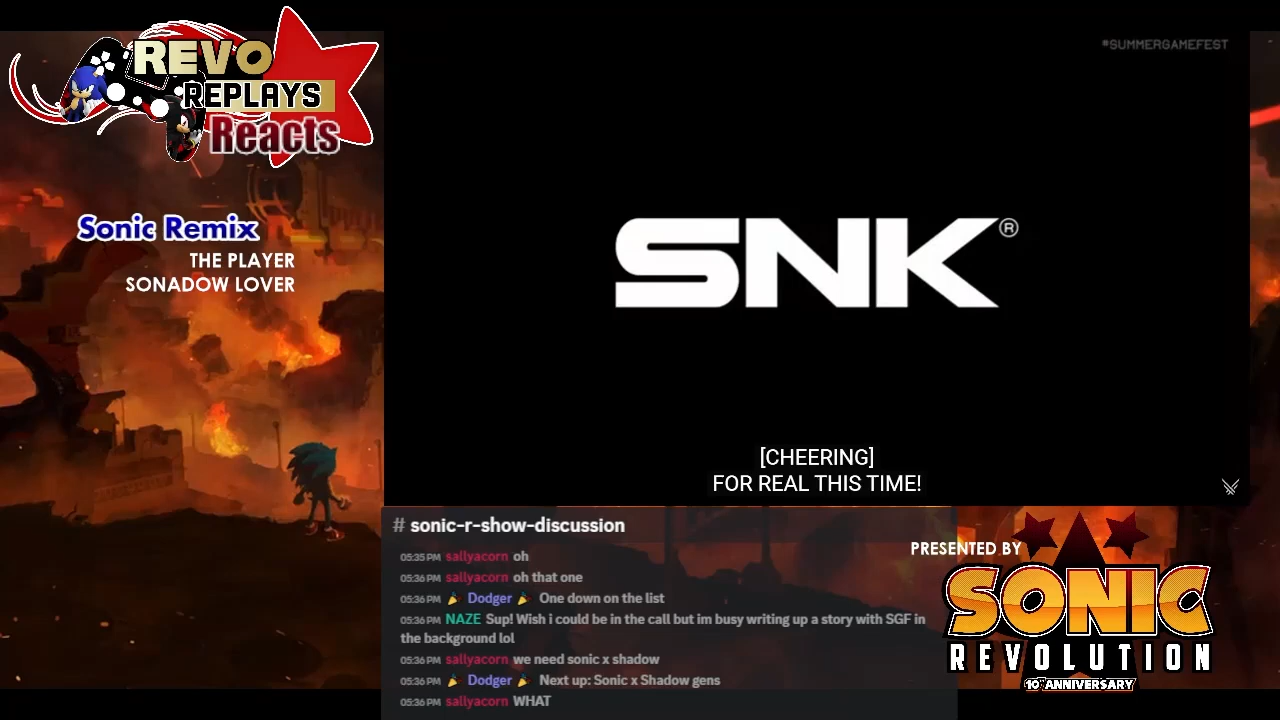 REVO
REPLAYS
Reacts
#SUMMERGAMEFEST
Sonic Remix
THE PLAYER
SONADOW LOVER
SNK®
[CHEERING]
FOR REAL THIS TIME!
# sonic-r-show-discussion
05:35 PM sallyacorn oh
05:36 PM sallyacorn oh that one
05:36 PM 🎉 Dodger 🎉 One down on the list
05:36 PM NAZE Sup! Wish i could be in the call but im busy writing up a story with SGF in
the background lol
05:36 PM sallyacorn we need sonic x shadow
05:36 PM 🎉 Dodger 🎉 Next up: Sonic x Shadow gens
05:36 PM sallyacorn WHAT
PRESENTED BY
SONIC
REVOLUTION
10TH ANNIVERSARY